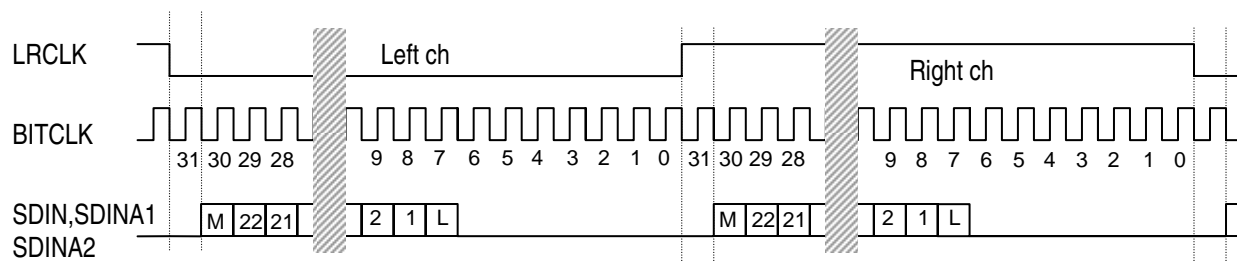 LRCLK Left ch Right ch
BITCLK
31 30 29 28 9 8 7 6 5 4 3 2 1 0 31 30 29 28 9 8 7 6 5 4 3 2 1 0
SDIN,SDINA1 M 22 21 2 1 L M 22 21 2 1 L
SDINA2